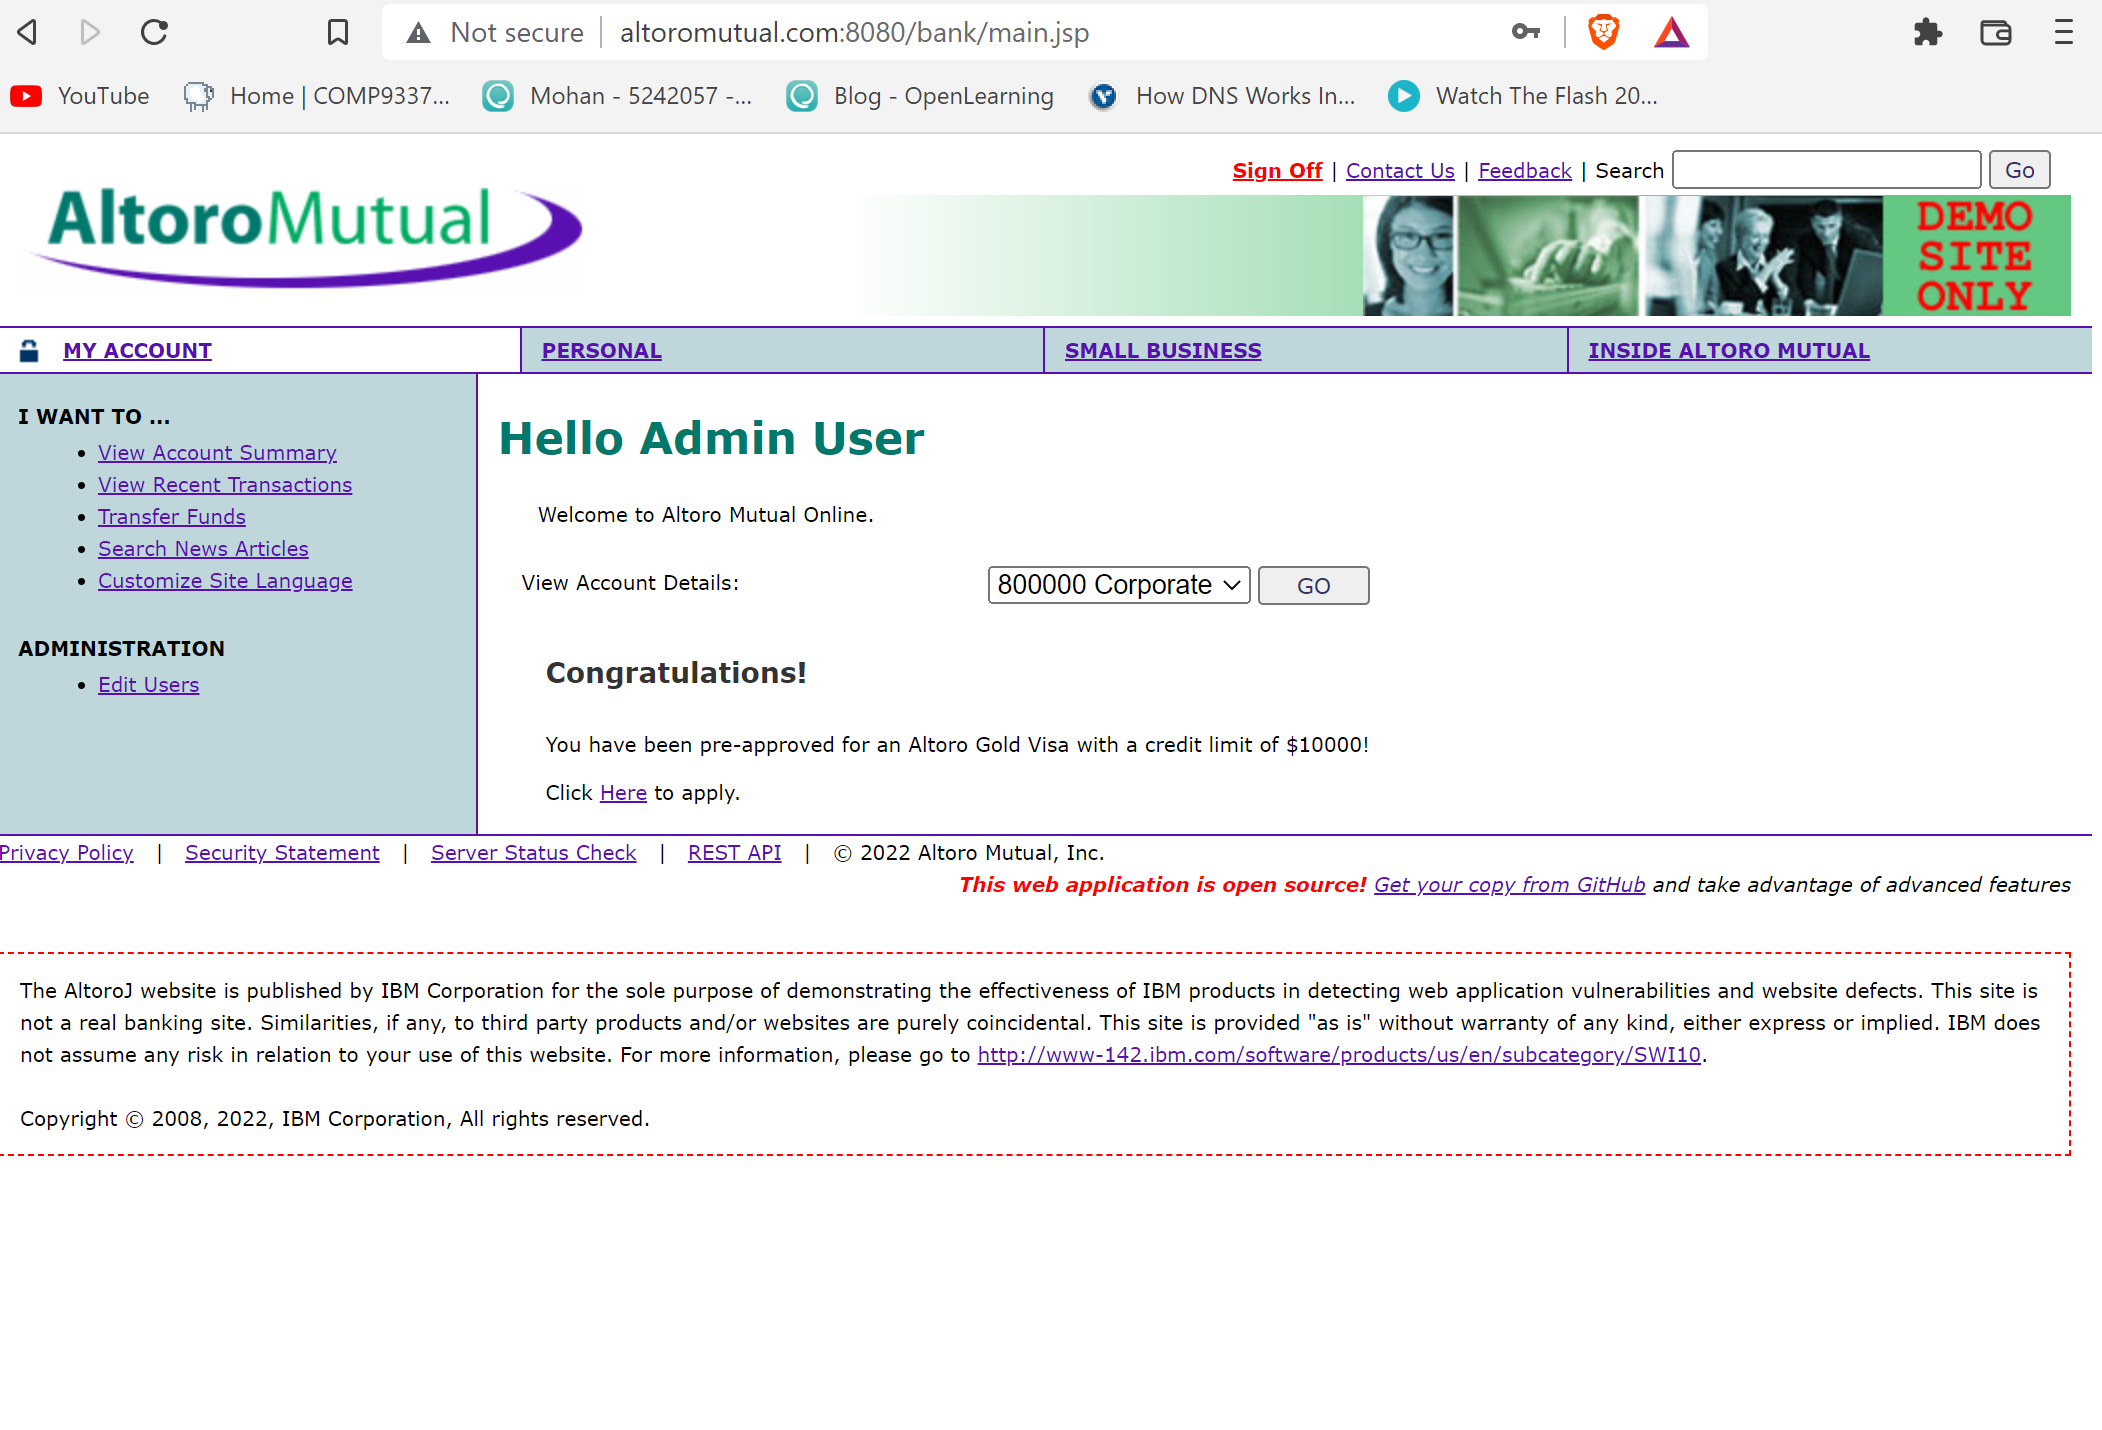 Not secure | altoromutual.com:8080/bank/main.jsp
YouTube Home | COMP9337... Mohan - 5242057 -... Blog - OpenLearning How DNS Works In... Watch The Flash 20...
Sign Off | Contact Us | Feedback | Search Go
AltoroMutual
DEMO
SITE
ONLY
MY ACCOUNT PERSONAL SMALL BUSINESS INSIDE ALTORO MUTUAL
I WANT TO ...
View Account Summary
View Recent Transactions
Transfer Funds
Search News Articles
Customize Site Language
ADMINISTRATION
Edit Users
Hello Admin User
Welcome to Altoro Mutual Online.
View Account Details: 800000 Corporate GO
Congratulations!
You have been pre-approved for an Altoro Gold Visa with a credit limit of $10000!
Click Here to apply.
Privacy Policy | Security Statement | Server Status Check | REST API | © 2022 Altoro Mutual, Inc.
This web application is open source! Get your copy from GitHub and take advantage of advanced features
The AltoroJ website is published by IBM Corporation for the sole purpose of demonstrating the effectiveness of IBM products in detecting web application vulnerabilities and website defects. This site is
not a real banking site. Similarities, if any, to third party products and/or websites are purely coincidental. This site is provided "as is" without warranty of any kind, either express or implied. IBM does
not assume any risk in relation to your use of this website. For more information, please go to http://www-142.ibm.com/software/products/us/en/subcategory/SWI10.
Copyright © 2008, 2022, IBM Corporation, All rights reserved.